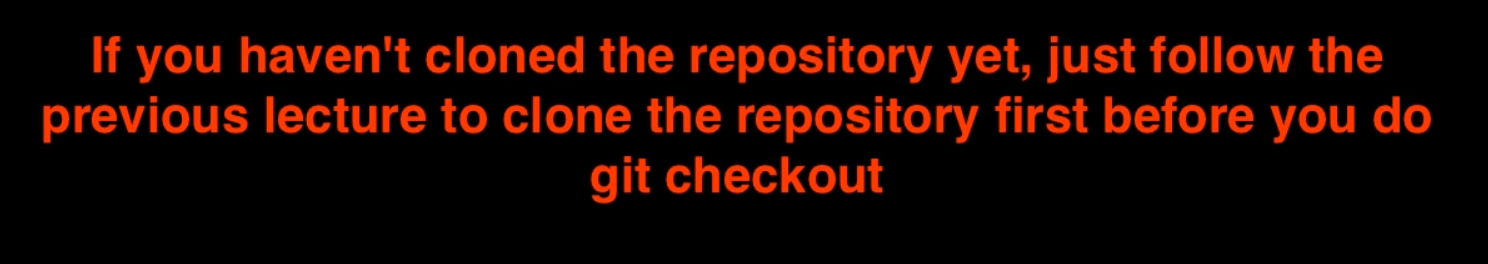 If you haven't cloned the repository yet, just follow the
previous lecture to clone the repository first before you do
git checkout